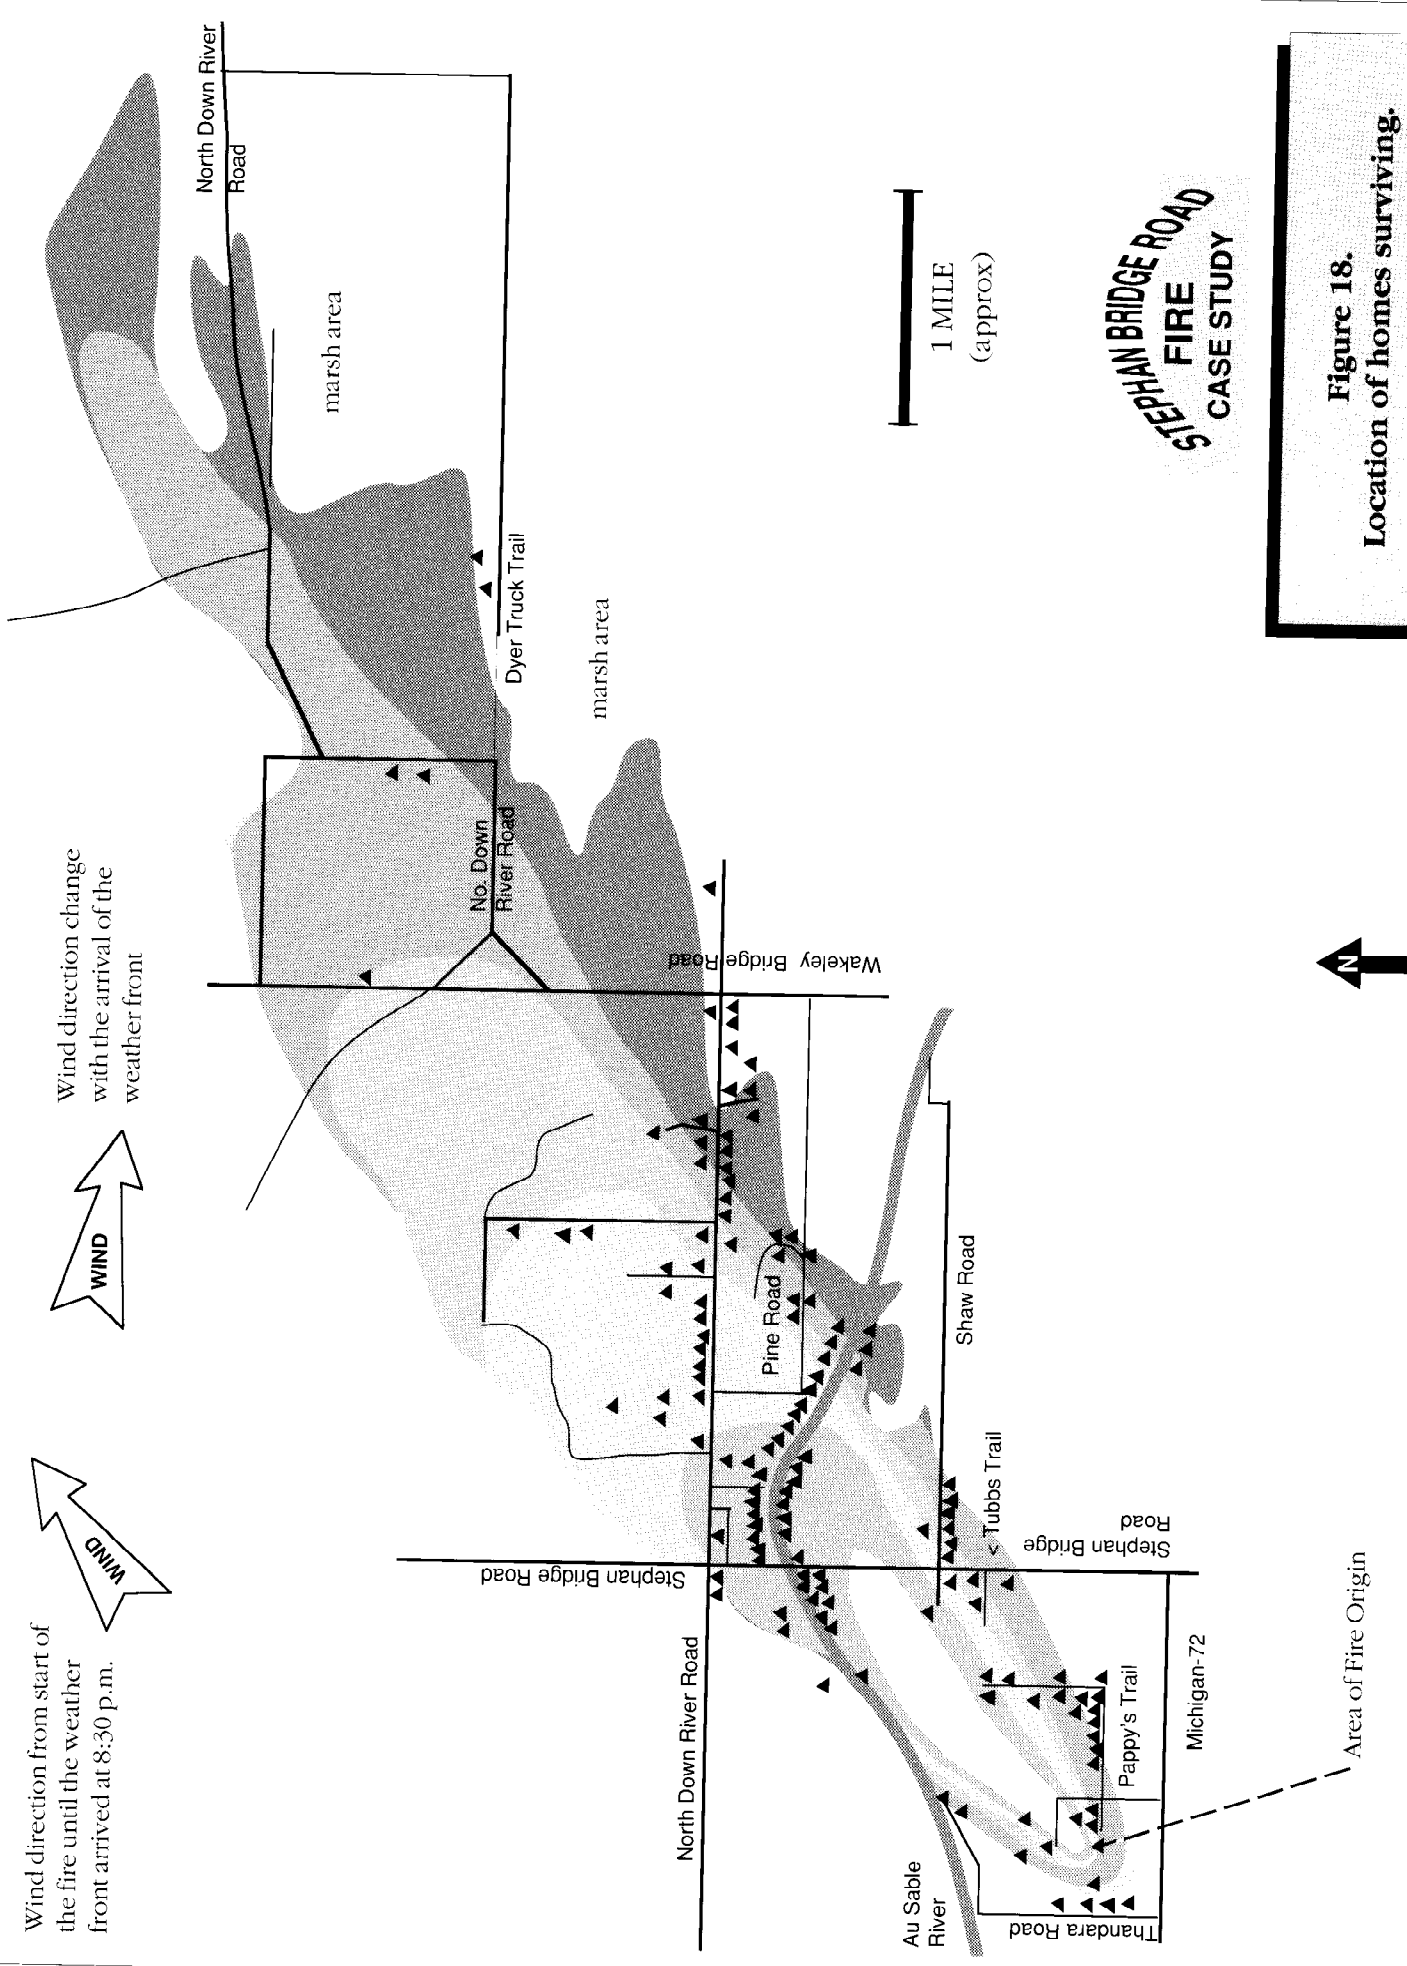 Wind direction from start of
the fire until the weather
front arrived at 8:30 p.m.
WIND
WIND
Wind direction change
with the arrival of the
weather front
North Down River
Road
marsh area
Dyer Truck Trail
marsh area
No. Down
River Road
Wakeley Bridge Road
Stephan Bridge Road
North Down River Road
Pine Road
Shaw Road
< Tubbs Trail
Stephan Bridge
Road
Au Sable
River
Thandara Road
Pappy's Trail
Michigan-72
Area of Fire Origin
1 MILE
(approx)
N
STEPHAN BRIDGE ROAD
FIRE
CASE STUDY
Figure 18.
Location of homes surviving.